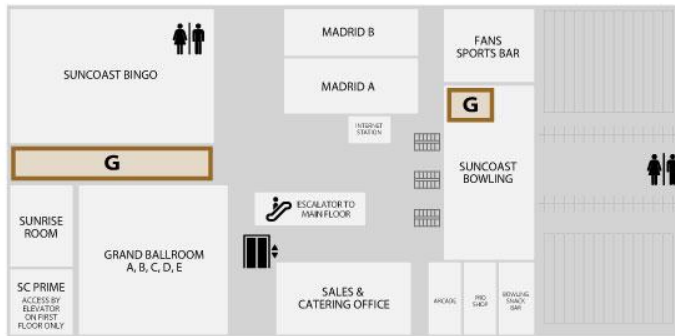 MADRID B
FANS
SPORTS BAR
SUNCOAST BINGO
MADRID A
G
INTERNET
STATION
G
SUNCOAST
BOWLING
SUNRISE
ROOM
ESCALATOR TO
MAIN FLOOR
GRAND BALLROOM
A, B, C, D, E
SC PRIME
ACCESS BY
ELEVATOR
ON FIRST
FLOOR ONLY
SALES &
CATERING OFFICE
ARCADE
PRO
SHOP
BOWLING
SNACK
BAR